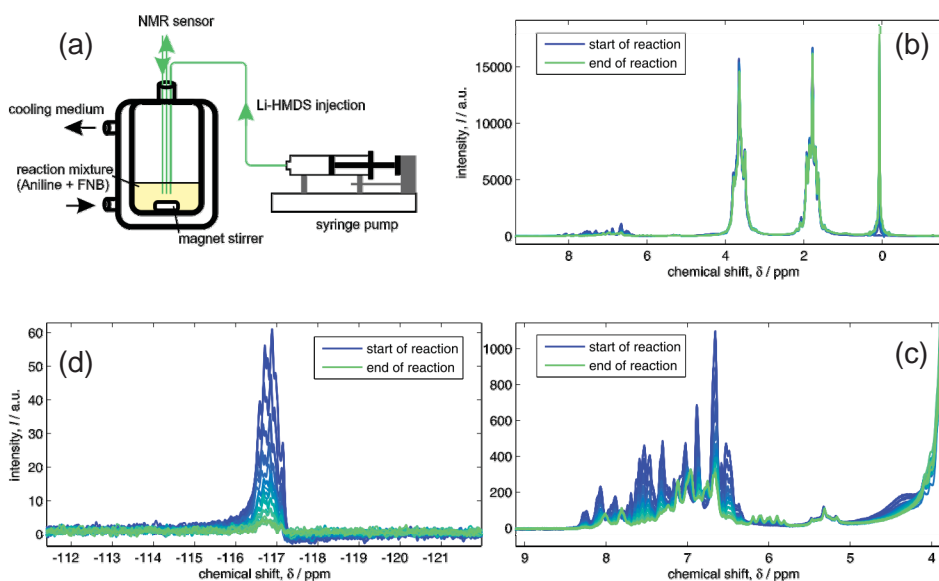 (a)
NMR sensor
cooling medium
Li-HMDS injection
reaction mixture
(Aniline + FNB)
magnet stirrer
syringe pump
(b)
start of reaction
end of reaction
intensity, I / a.u.
15000
10000
5000
0
8 6 4 2 0
chemical shift, δ / ppm
(d)
start of reaction
end of reaction
intensity, I / a.u.
60
50
40
30
20
10
0
-112 -113 -114 -115 -116 -117 -118 -119 -120 -121
chemical shift, δ / ppm
(c)
start of reaction
end of reaction
1000
800
600
400
200
0
9 8 7 6 5 4
chemical shift, δ / ppm